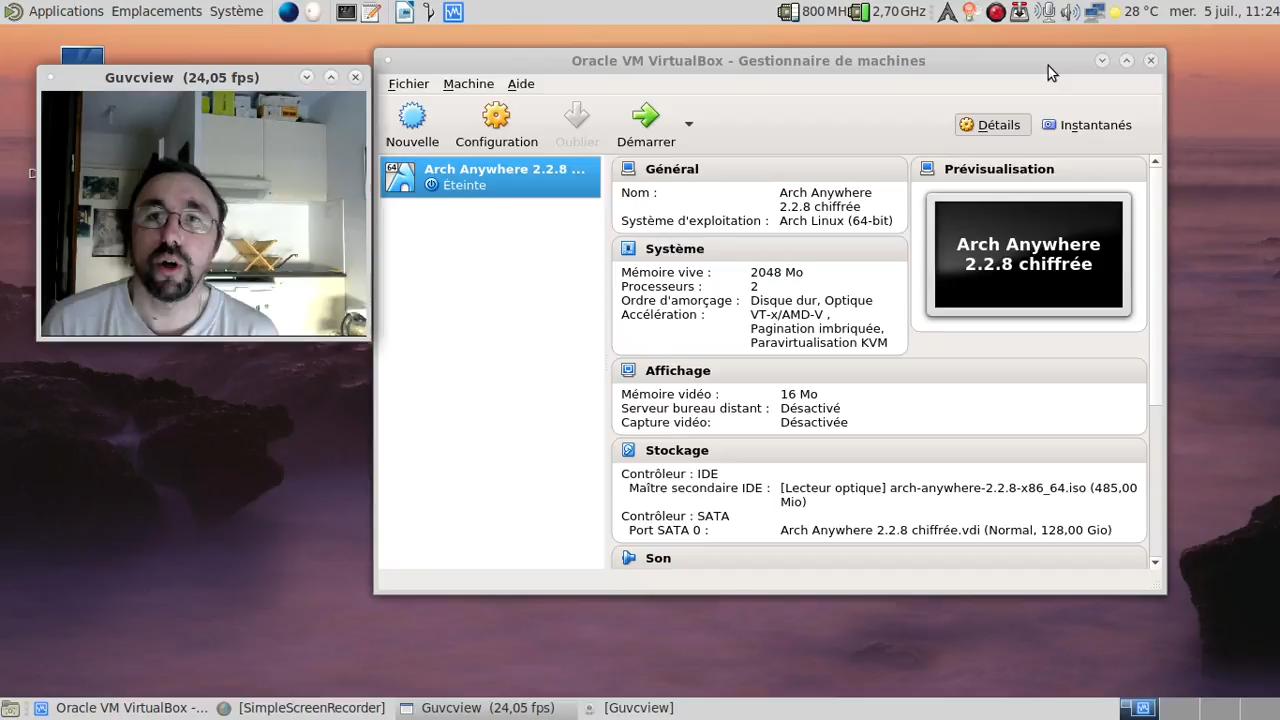 Applications Emplacements Système 800 MH 2,70 GHz 28 °C mer. 5 juil., 11:24
Guvcview (24,05 fps)
Oracle VM VirtualBox - Gestionnaire de machines
Fichier Machine Aide
Nouvelle Configuration Oublier Démarrer Détails Instantanés
64 Arch Anywhere 2.2.8 ...
Éteinte
Général
Nom : Arch Anywhere
2.2.8 chiffrée
Système d'exploitation : Arch Linux (64-bit)
Système
Mémoire vive : 2048 Mo
Processeurs : 2
Ordre d'amorçage : Disque dur, Optique
Accélération : VT-x/AMD-V ,
Pagination imbriquée,
Paravirtualisation KVM
Prévisualisation
Arch Anywhere
2.2.8 chiffrée
Affichage
Mémoire vidéo : 16 Mo
Serveur bureau distant : Désactivé
Capture vidéo: Désactivée
Stockage
Contrôleur : IDE
Maître secondaire IDE : [Lecteur optique] arch-anywhere-2.2.8-x86_64.iso (485,00
Mio)
Contrôleur : SATA
Port SATA 0 : Arch Anywhere 2.2.8 chiffrée.vdi (Normal, 128,00 Gio)
Son
Oracle VM VirtualBox -... [SimpleScreenRecorder] Guvcview (24,05 fps) [Guvcview]